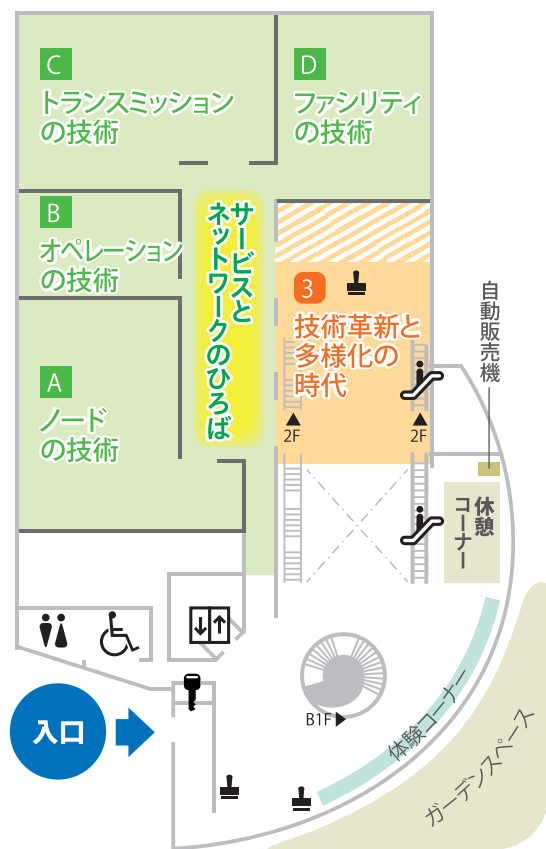 C
トランスミッション
の技術
D
ファシリティ
の技術
B
オペレーション
の技術
サービスと
ネットワークのひろば
3
技術革新と
多様化の
時代
自動販売機
A
ノード
の技術
2F
2F
休憩
コーナー
入口
B1F
体験コーナー
ガーデンスペース